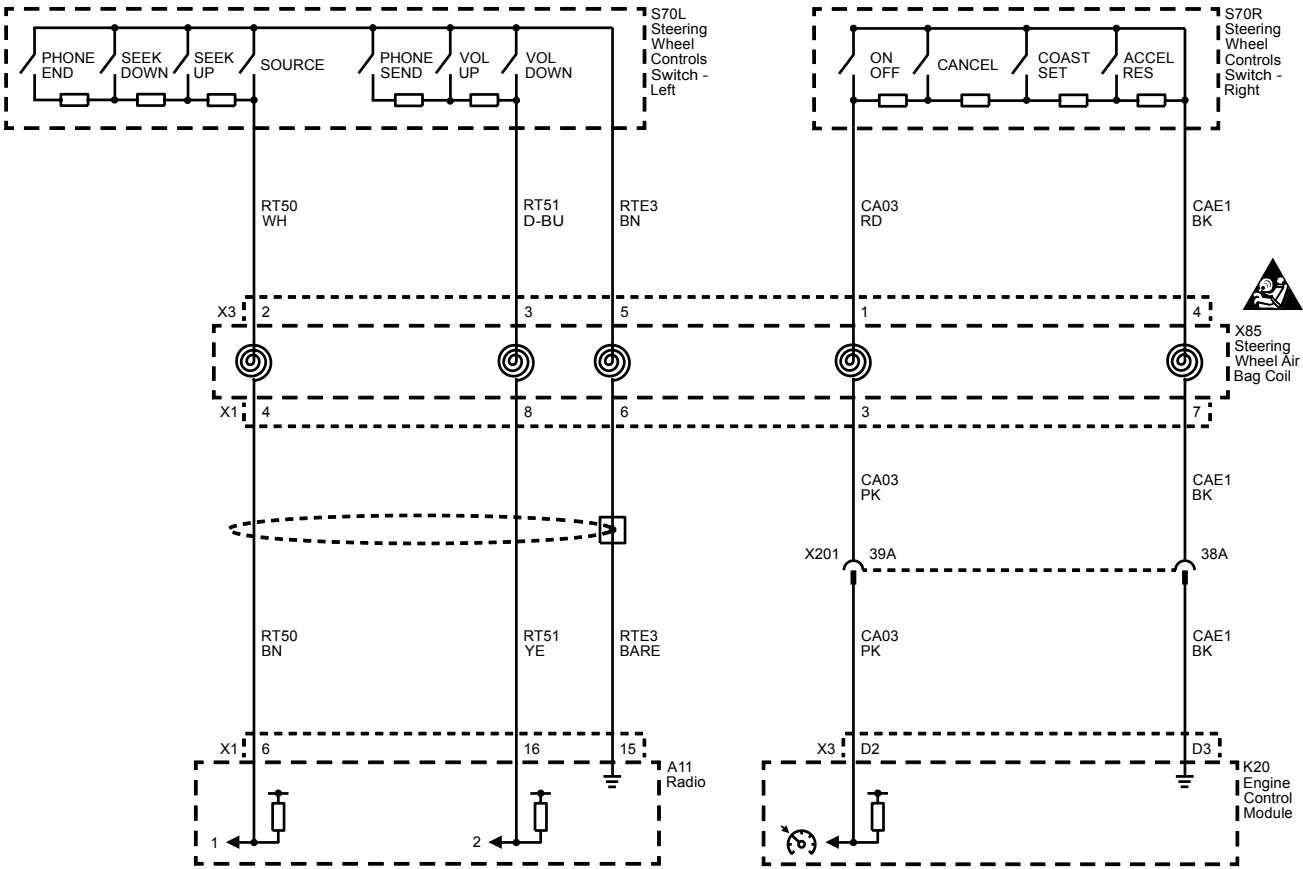 S70L
Steering
Wheel
Controls
Switch -
Left
S70R
Steering
Wheel
Controls
Switch -
Right
PHONE
END
SEEK
DOWN
SEEK
UP
SOURCE
PHONE
SEND
VOL
UP
VOL
DOWN
ON
OFF
CANCEL
COAST
SET
ACCEL
RES
RT50
WH
RT51
D-BU
RTE3
BN
CA03
RD
CAE1
BK
X3 2 3 5 1 4
X85
Steering
Wheel Air
Bag Coil
X1 4 8 6 3 7
CA03
PK
CAE1
BK
X201 39A 38A
RT50
BN
RT51
YE
RTE3
BARE
CA03
PK
CAE1
BK
X1 6 16 15
X3 D2 D3
A11
Radio
K20
Engine
Control
Module
1
2